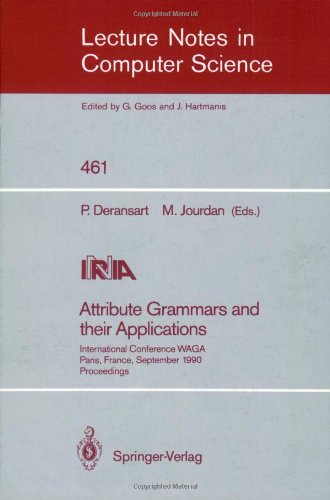 Lecture Notes in
Computer Science
Edited by G. Goos and J. Hartmanis
461
P. Deransart M. Jourdan (Eds.)
INRIA
Attribute Grammars and
their Applications
International Conference WAGA
Paris, France, September 1990
Proceedings
Springer-Verlag